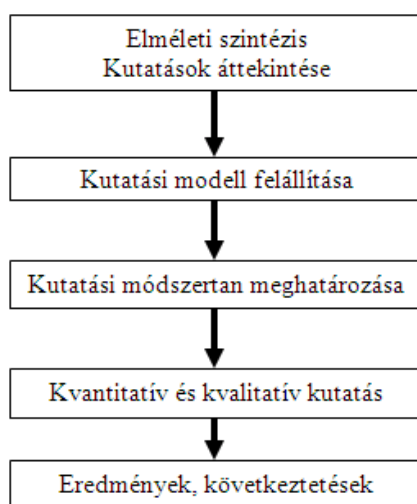 Elméleti szintézis
Kutatások áttekintése
Kutatási modell felállítása
Kutatási módszertan meghatározása
Kvantitatív és kvalitatív kutatás
Eredmények, következtetések